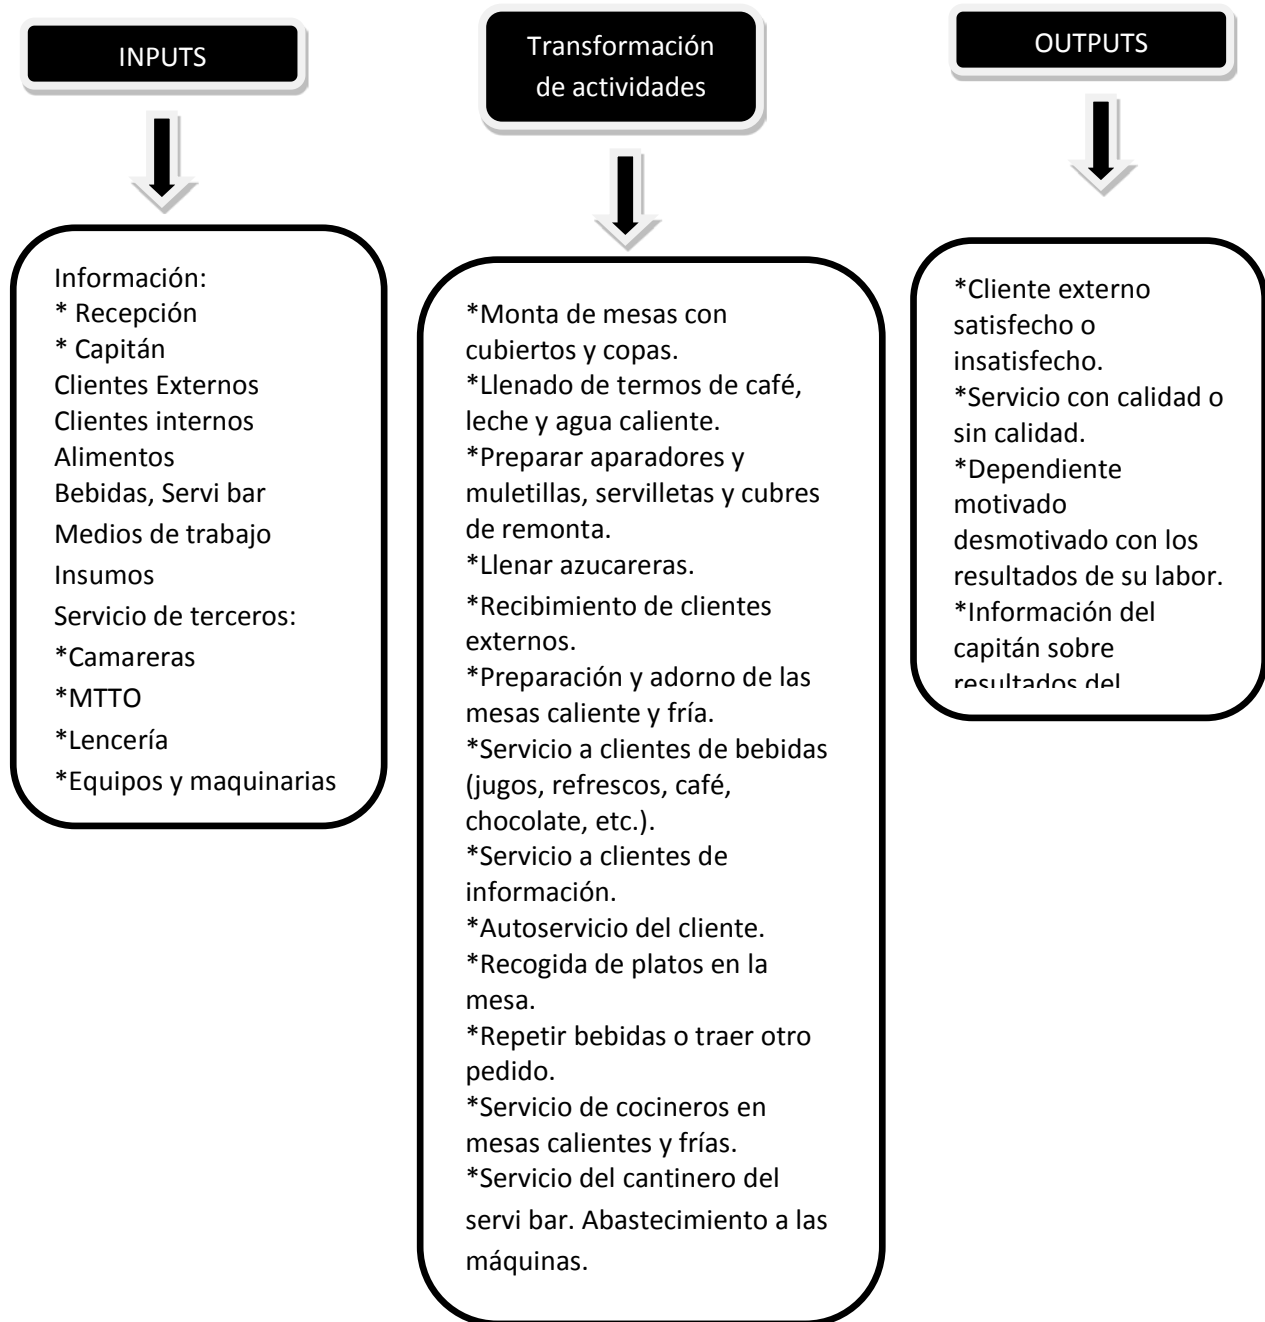 INPUTS
Información:
* Recepción
* Capitán
Clientes Externos
Clientes internos
Alimentos
Bebidas, Servi bar
Medios de trabajo
Insumos
Servicio de terceros:
*Camareras
*MTTO
*Lencería
*Equipos y maquinarias
Transformación
de actividades
*Monta de mesas con
cubiertos y copas.
*Llenado de termos de café,
leche y agua caliente.
*Preparar aparadores y
muletillas, servilletas y cubres
de remonta.
*Llenar azucareras.
*Recibimiento de clientes
externos.
*Preparación y adorno de las
mesas caliente y fría.
*Servicio a clientes de bebidas
(jugos, refrescos, café,
chocolate, etc.).
*Servicio a clientes de
información.
*Autoservicio del cliente.
*Recogida de platos en la
mesa.
*Repetir bebidas o traer otro
pedido.
*Servicio de cocineros en
mesas calientes y frías.
*Servicio del cantinero del
servi bar. Abastecimiento a las
máquinas.
OUTPUTS
*Cliente externo
satisfecho o
insatisfecho.
*Servicio con calidad o
sin calidad.
*Dependiente
motivado
desmotivado con los
resultados de su labor.
*Información del
capitán sobre
resultados del